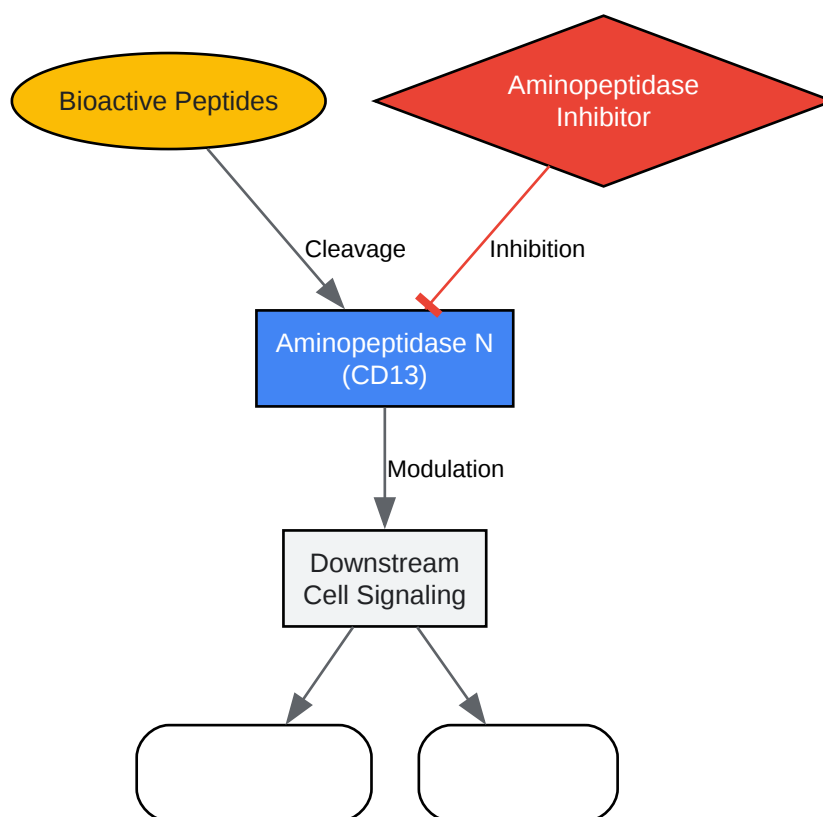 Bioactive Peptides
Aminopeptidase
Inhibitor
Cleavage
Inhibition
Aminopeptidase N
(CD13)
Modulation
Downstream
Cell Signaling